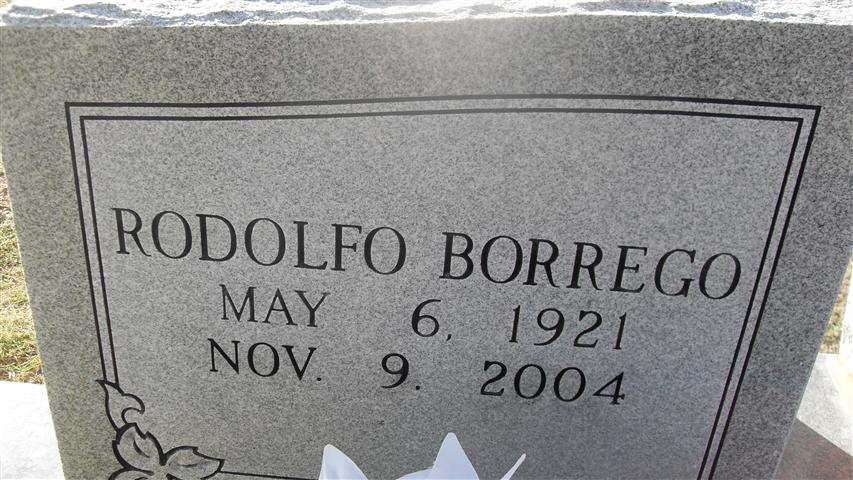 RODOLFO BORREGO
MAY 6, 1921
NOV. 9. 2004